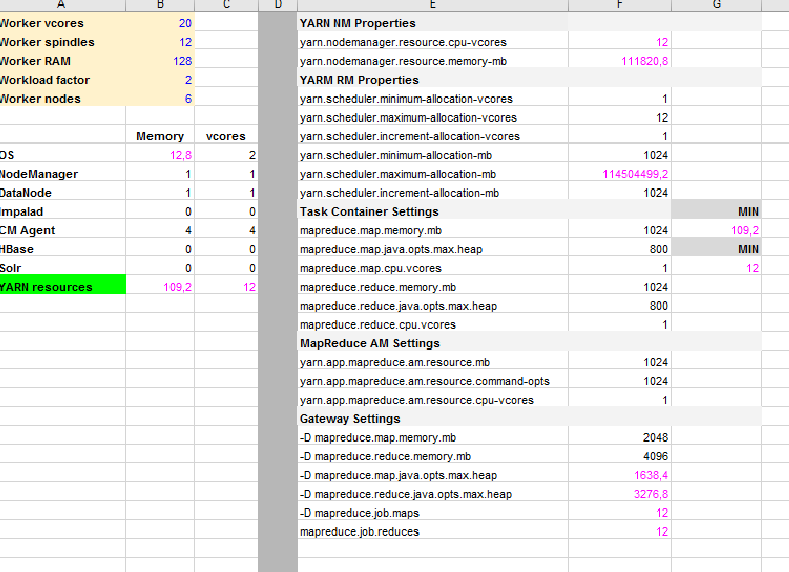 A B C D E F G
Worker vcores 20 YARN NM Properties
Worker spindles 12 yarn.nodemanager.resource.cpu-vcores 12
Worker RAM 128 yarn.nodemanager.resource.memory-mb 111820,8
Workload factor 2 YARM RM Properties
Worker nodes 6 yarn.scheduler.minimum-allocation-vcores 1
yarn.scheduler.maximum-allocation-vcores 12
Memory vcores yarn.scheduler.increment-allocation-vcores 1
OS 12,8 2 yarn.scheduler.minimum-allocation-mb 1024
NodeManager 1 1 yarn.scheduler.maximum-allocation-mb 114504499,2
DataNode 1 1 yarn.scheduler.increment-allocation-mb 1024
Impalad 0 0 Task Container Settings MIN
CM Agent 4 4 mapreduce.map.memory.mb 1024 109,2
HBase 0 0 mapreduce.map.java.opts.max.heap 800 MIN
Solr 0 0 mapreduce.map.cpu.vcores 1 12
YARN resources 109,2 12 mapreduce.reduce.memory.mb 1024
mapreduce.reduce.java.opts.max.heap 800
mapreduce.reduce.cpu.vcores 1
MapReduce AM Settings
yarn.app.mapreduce.am.resource.mb 1024
yarn.app.mapreduce.am.resource.command-opts 1024
yarn.app.mapreduce.am.resource.cpu-vcores 1
Gateway Settings
-D mapreduce.map.memory.mb 2048
-D mapreduce.reduce.memory.mb 4096
-D mapreduce.map.java.opts.max.heap 1638,4
-D mapreduce.reduce.java.opts.max.heap 3276,8
-D mapreduce.job.maps 12
mapreduce.job.reduces 12